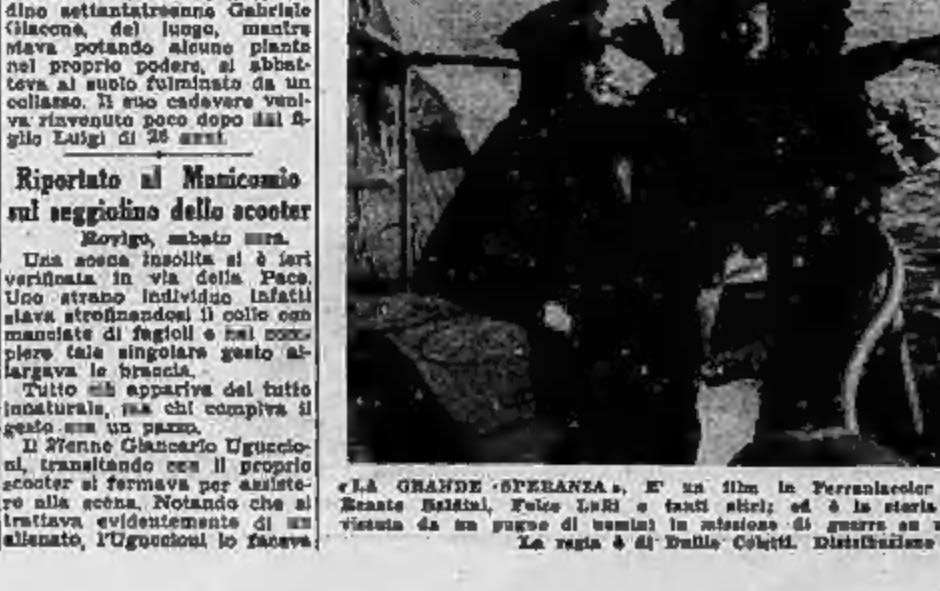 dino settantatreenne Gabriele
Giacone, del luogo, mentre
stava potando alcune piante
nel proprio podere, si abbat-
teva al suolo fulminato da un
collasso. Il suo cadavere veni-
va rinvenuto poco dopo dal fi-
glio Luigi di 26 anni.
Riportato al Manicomio
sul seggiolino dello scooter
Rovigo, sabato sera.
Una scena insolita si è ieri
verificata in via della Pace.
Uno strano individuo infatti
stava strofinandosi il collo con
manciate di fagioli e nel com-
piere tale singolare gesto al-
largava le braccia.
Tutto ciò appariva del tutto
innaturale, ma chi compiva il
gesto era un pazzo.
Il Giancarlo Uguccio-
ni, transitando con il proprio
scooter si fermava per assiste-
re alla scena. Notando che si
trattava evidentemente di un
alienato, l'Uguccioni lo faceva
«LA GRANDE SPERANZA». E' un film in Ferraniacolor
Renato Baldini, Folco Lulli e tanti altri; ed è la storia
vissuta da un pugno di uomini in missione di guerra su
La regia è di Duilio Coletti. Distribuzione